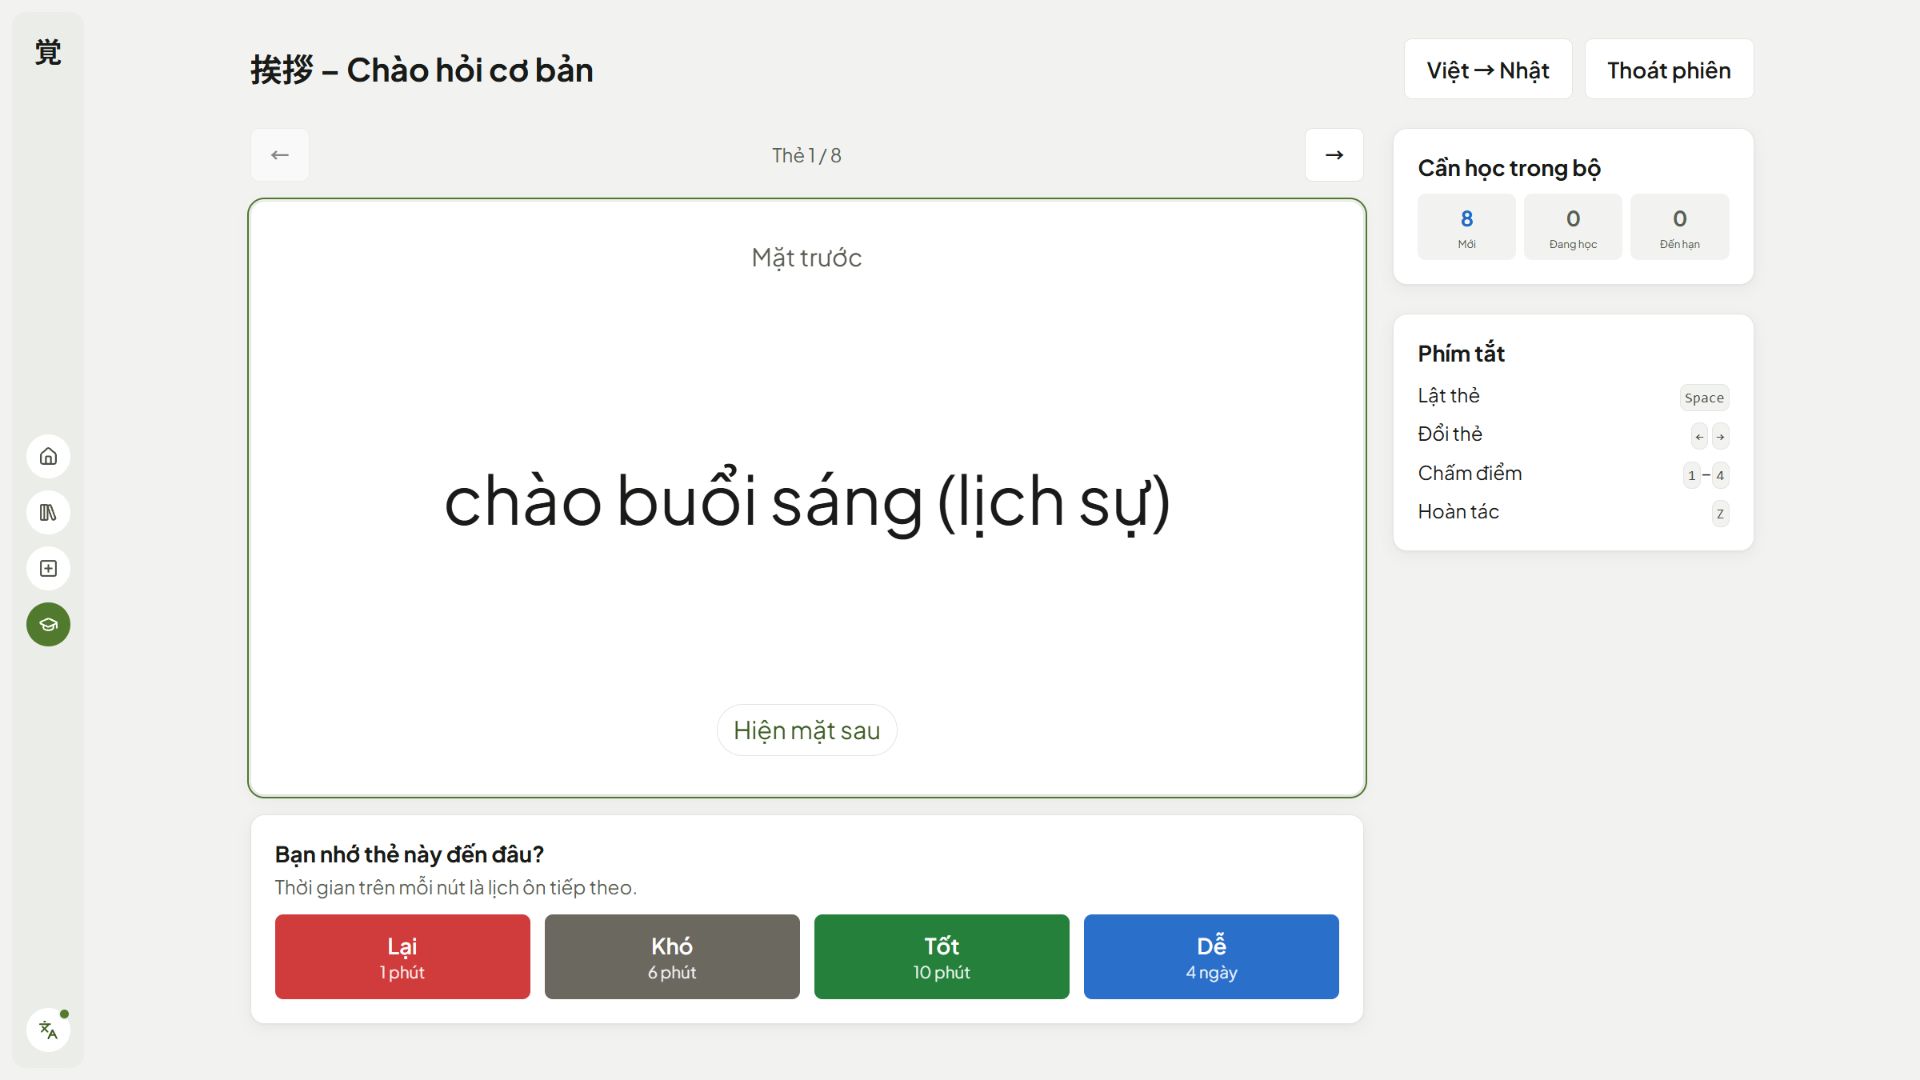 覚
挨拶 – Chào hỏi cơ bản
Việt → Nhật
Thoát phiên
←
Thẻ 1 / 8
→
Mặt trước
chào buổi sáng (lịch sự)
Hiện mặt sau
Bạn nhớ thẻ này đến đâu?
Thời gian trên mỗi nút là lịch ôn tiếp theo.
Lại
1 phút
Khó
6 phút
Tốt
10 phút
Dễ
4 ngày
Cần học trong bộ
8
Mới
0
Đang học
0
Đến hạn
Phím tắt
Lật thẻ Space
Đổi thẻ ← →
Chấm điểm 1 – 4
Hoàn tác Z